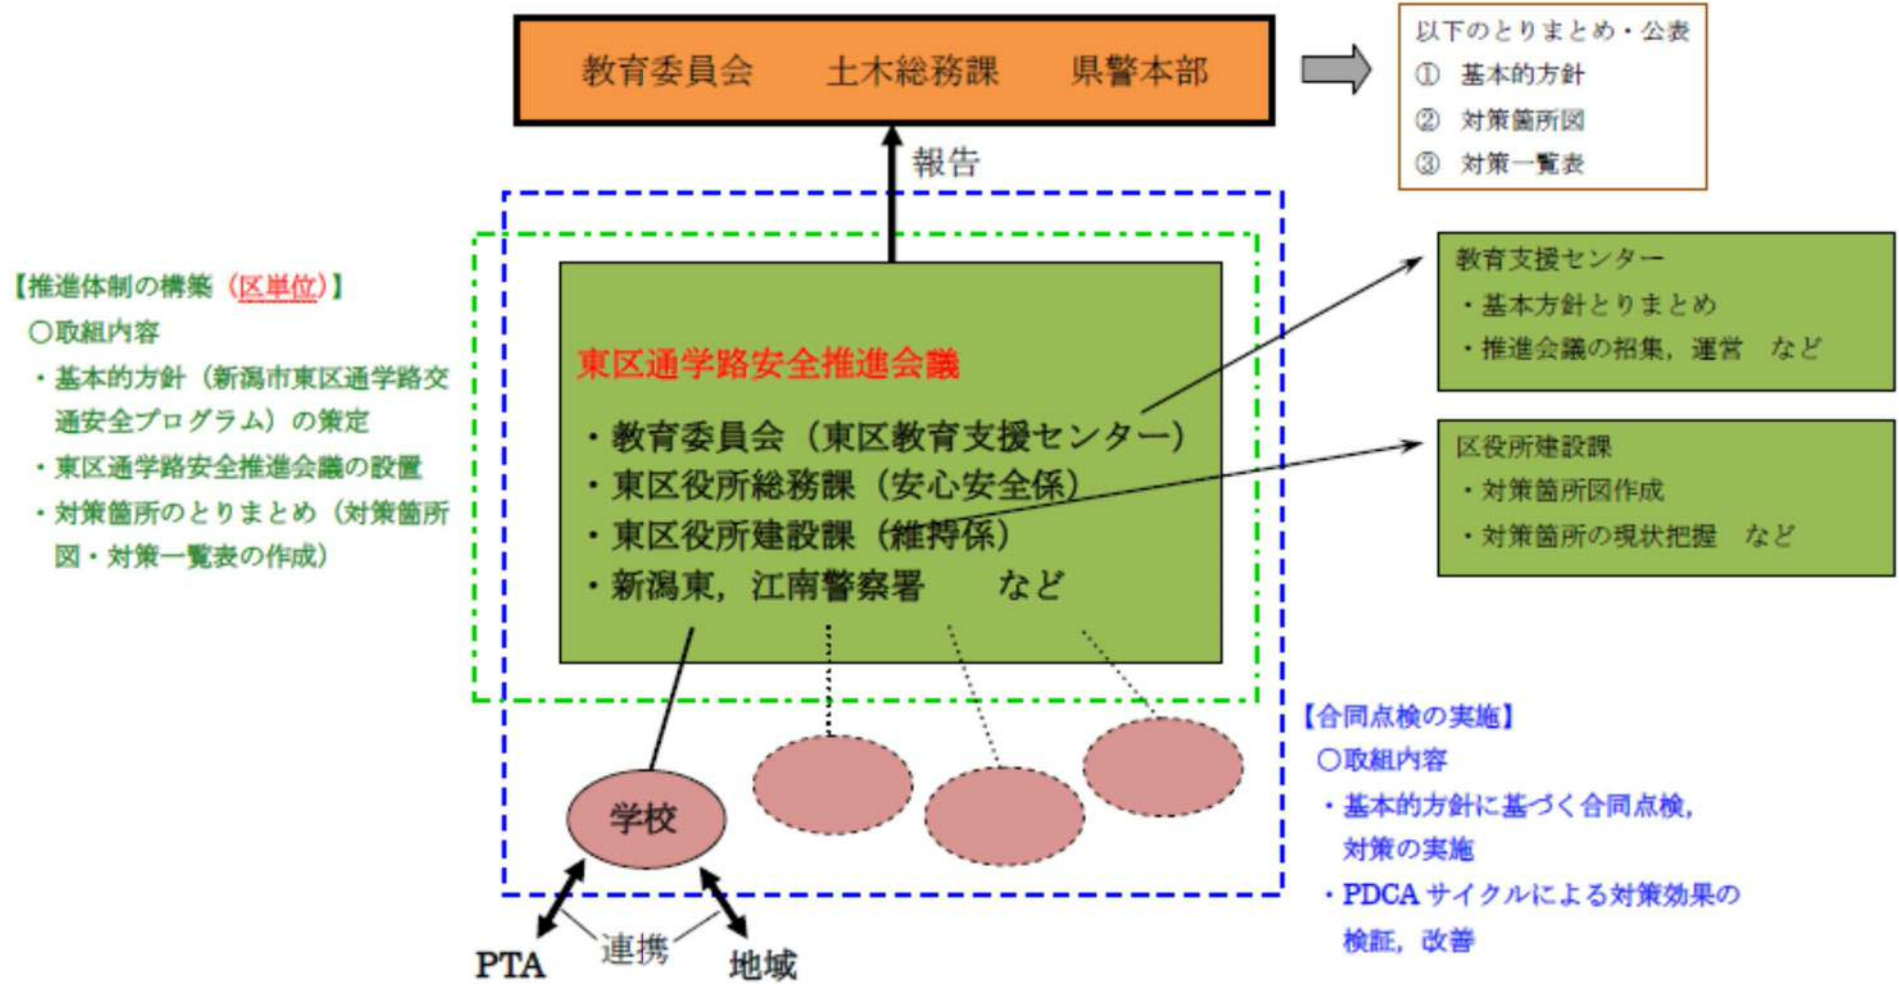 教育委員会　土木総務課　県警本部
以下のとりまとめ・公表
① 基本的方針
② 対策箇所図
③ 対策一覧表
報告
【推進体制の構築（区単位）】
○取組内容
・基本的方針（新潟市東区通学路交
通安全プログラム）の策定
・東区通学路安全推進会議の設置
・対策箇所のとりまとめ（対策箇所
図・対策一覧表の作成）
東区通学路安全推進会議
・教育委員会（東区教育支援センター）
・東区役所総務課（安心安全係）
・東区役所建設課（維持係）
・新潟東，江南警察署　など
教育支援センター
・基本方針とりまとめ
・推進会議の招集，運営　など
区役所建設課
・対策箇所図作成
・対策箇所の現状把握　など
学校
PTA
連携
地域
【合同点検の実施】
○取組内容
・基本的方針に基づく合同点検，
対策の実施
・PDCA サイクルによる対策効果の
検証，改善